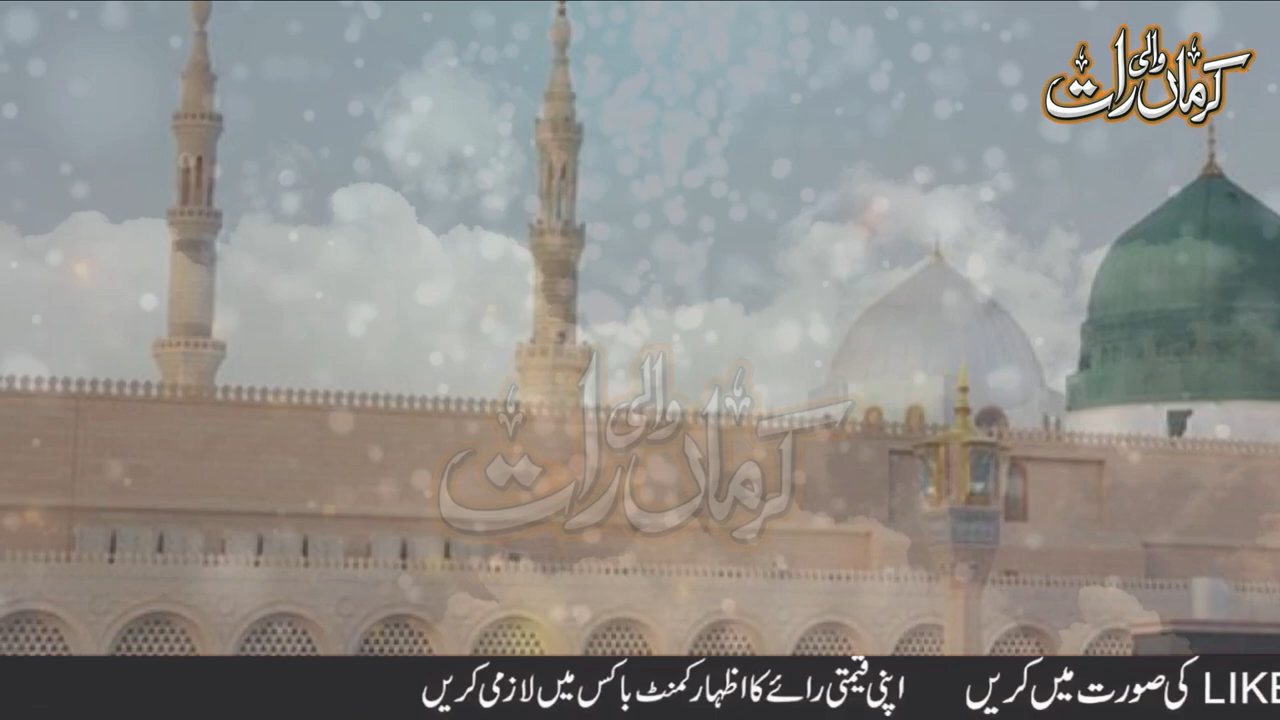 کرماں والی رات
کرماں والی رات
LIKE کی صورت میں کریں اپنی قیمتی رائے کا اظہار کمنٹ باکس میں لازمی کریں